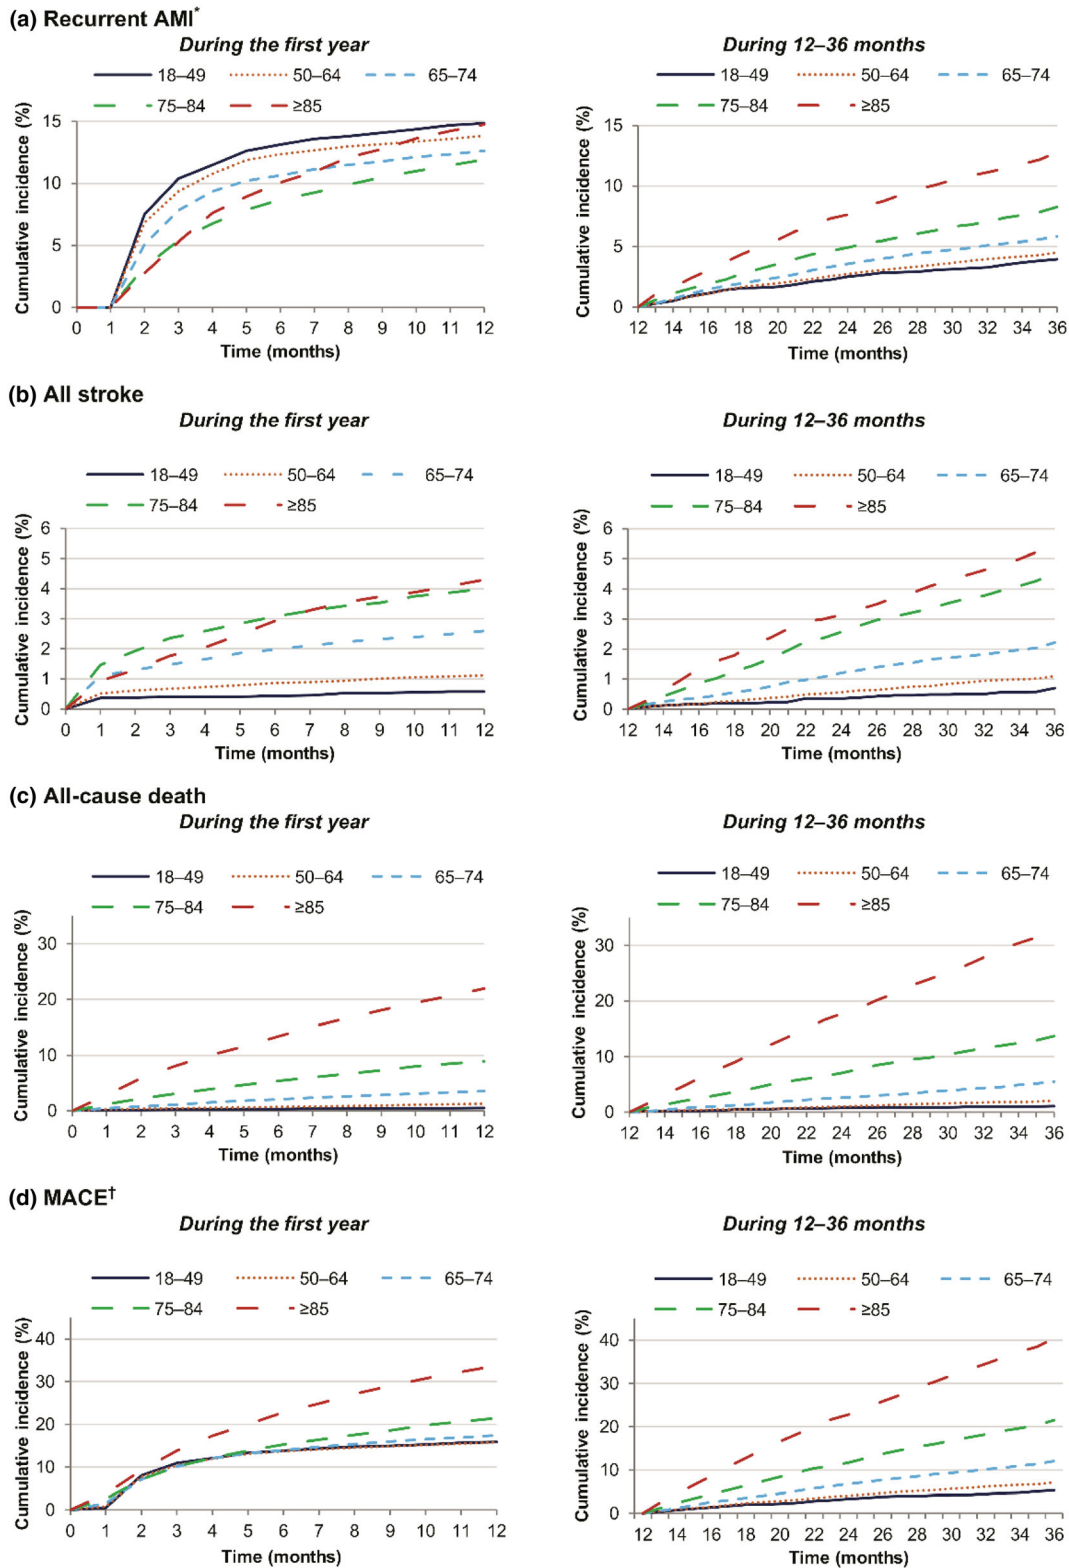 (a) Recurrent AMI*
During the first year
During 12–36 months
18–49 50–64 65–74
75–84 ≥85
18–49 50–64 65–74
75–84 ≥85
Cumulative incidence (%)
15
10
5
0
0 1 2 3 4 5 6 7 8 9 10 11 12
Time (months)
Cumulative incidence (%)
15
10
5
0
12 14 16 18 20 22 24 26 28 30 32 34 36
Time (months)
(b) All stroke
During the first year
During 12–36 months
18–49 50–64 65–74
75–84 ≥85
18–49 50–64 65–74
75–84 ≥85
Cumulative incidence (%)
6
5
4
3
2
1
0
0 1 2 3 4 5 6 7 8 9 10 11 12
Time (months)
Cumulative incidence (%)
6
5
4
3
2
1
0
12 14 16 18 20 22 24 26 28 30 32 34 36
Time (months)
(c) All-cause death
During the first year
During 12–36 months
18–49 50–64 65–74
75–84 ≥85
18–49 50–64 65–74
75–84 ≥85
Cumulative incidence (%)
30
20
10
0
0 1 2 3 4 5 6 7 8 9 10 11 12
Time (months)
Cumulative incidence (%)
30
20
10
0
12 14 16 18 20 22 24 26 28 30 32 34 36
Time (months)
(d) MACE†
During the first year
During 12–36 months
18–49 50–64 65–74
75–84 ≥85
18–49 50–64 65–74
75–84 ≥85
Cumulative incidence (%)
40
30
20
10
0
0 1 2 3 4 5 6 7 8 9 10 11 12
Time (months)
Cumulative incidence (%)
40
30
20
10
0
12 14 16 18 20 22 24 26 28 30 32 34 36
Time (months)